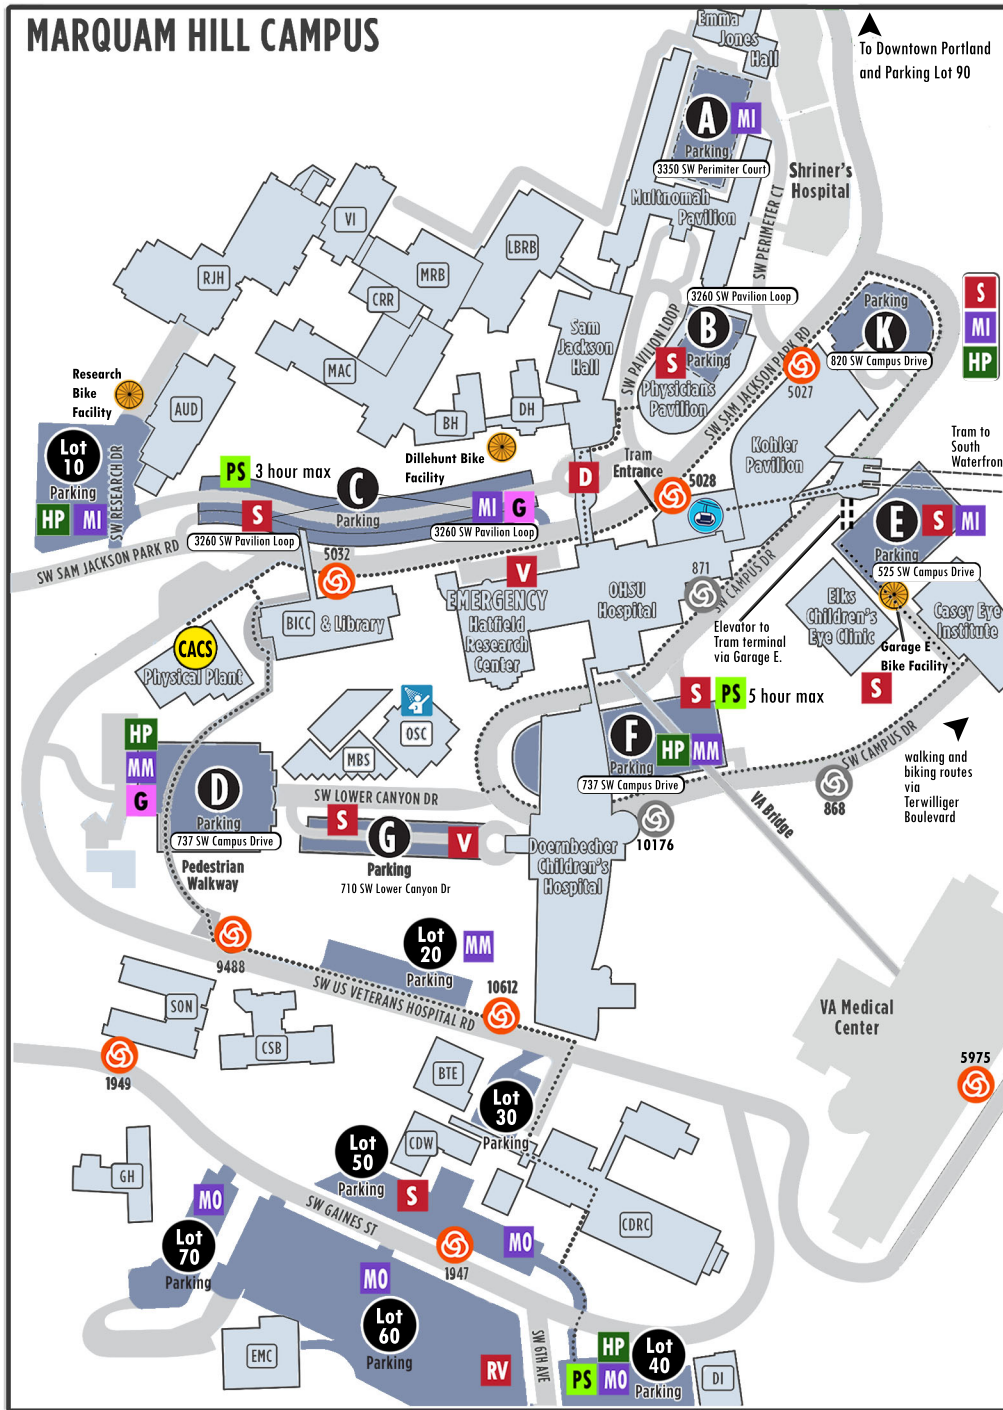 MARQUAM HILL CAMPUS
To Downtown Portland
and Parking Lot 90
Emma
Jones
Hall
A
MI
Parking
3350 SW Perimeter Court
Multnomah
Pavilion
Shriner's
Hospital
SW PERIMETER CT
VI
LBRB
RJH
MRB
CRR
MAC
Sam
Jackson
Hall
SW PAVILION LOOP
3260 SW Pavilion Loop
B
Parking
S
Physicians
Pavilion
SW SAM JACKSON PARK RD
5027
Parking
K
820 SW Campus Drive
S
MI
HP
Research
Bike
Facility
AUD
BH
DH
Dillehunt Bike
Facility
Lot
10
Parking
HP
MI
SW RESEARCH DR
PS
3 hour max
C
Parking
S
3260 SW Pavilion Loop
MI
G
3260 SW Pavilion Loop
D
Tram
Entrance
5028
Kohler
Pavilion
Tram to
South
Waterfron
E
S
MI
Parking
525 SW Campus Drive
SW SAM JACKSON PARK RD
5032
V
EMERGENCY
Hatfield
Research
Center
OHSU
Hospital
871
SW CAMPUS DR
Elevator to
Tram terminal
via Garage E.
Elks
Children's
Eye Clinic
Garage E
Bike Facility
Casey Eye
Institute
S
BICC
& Library
CACS
Physical Plant
OSC
MBS
S
PS
5 hour max
F
Parking
HP
MM
737 SW Campus Drive
SW CAMPUS DR
walking and
biking routes
via
Terwilliger
Boulevard
868
10176
VA Bridge
HP
MM
G
D
Parking
737 SW Campus Drive
SW LOWER CANYON DR
S
G
V
Parking
710 SW Lower Canyon Dr
Pedestrian
Walkway
Doernbecher
Children's
Hospital
9488
Lot
20
MM
Parking
SW US VETERANS HOSPITAL RD
10612
VA Medical
Center
5975
SON
CSB
1949
BTE
Lot
30
Parking
CDW
Lot
50
Parking
S
CDRC
GH
MO
Lot
70
Parking
SW GAINES ST
1947
MO
MO
Lot
60
Parking
EMC
RV
SW 6TH AVE
HP
Lot
40
PS
MO
Parking
DI